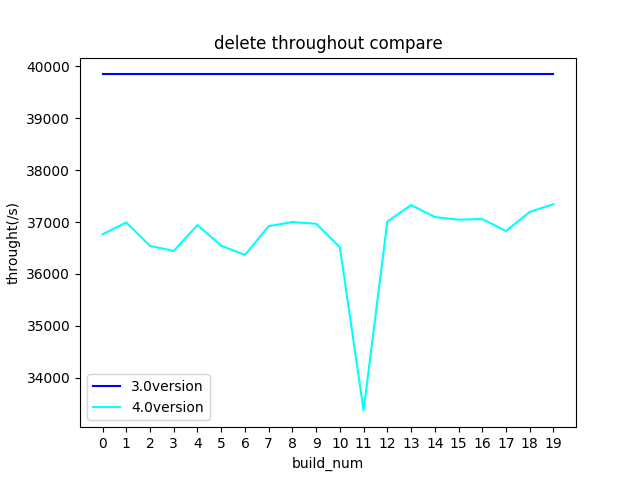 delete throughout compare
throught(/s)
40000
39000
38000
37000
36000
35000
34000
3.0version
4.0version
0 1 2 3 4 5 6 7 8 9 10 11 12 13 14 15 16 17 18 19
build_num